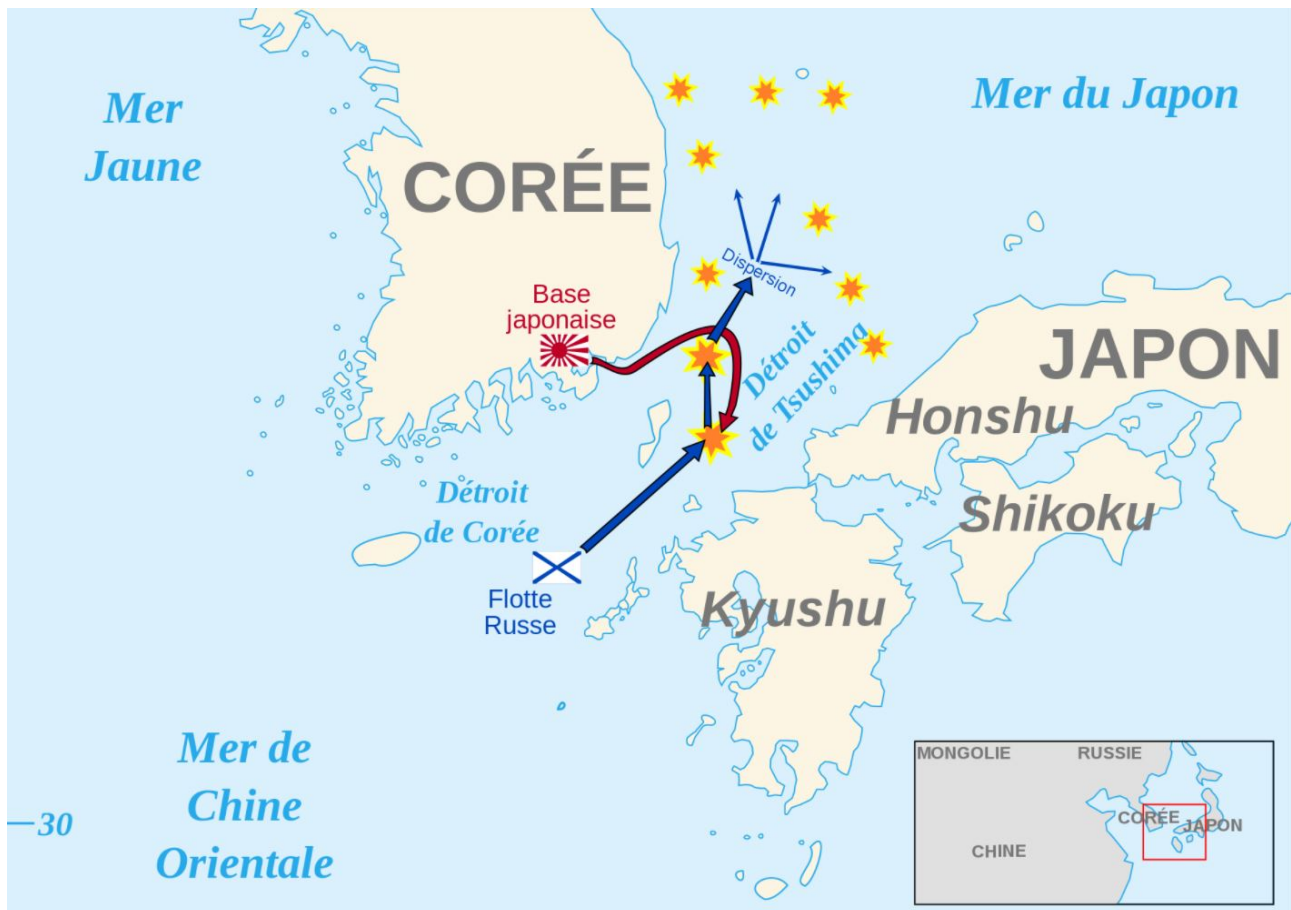 Mer
Jaune
Mer du Japon
CORÉE
Dispersion
Base
japonaise
Détroit
de Tsushima
JAPON
Honshu
Détroit
de Corée
Shikoku
Flotte
Russe
Kyushu
Mer de
Chine
Orientale
30
MONGOLIE
RUSSIE
CORÉE
JAPON
CHINE